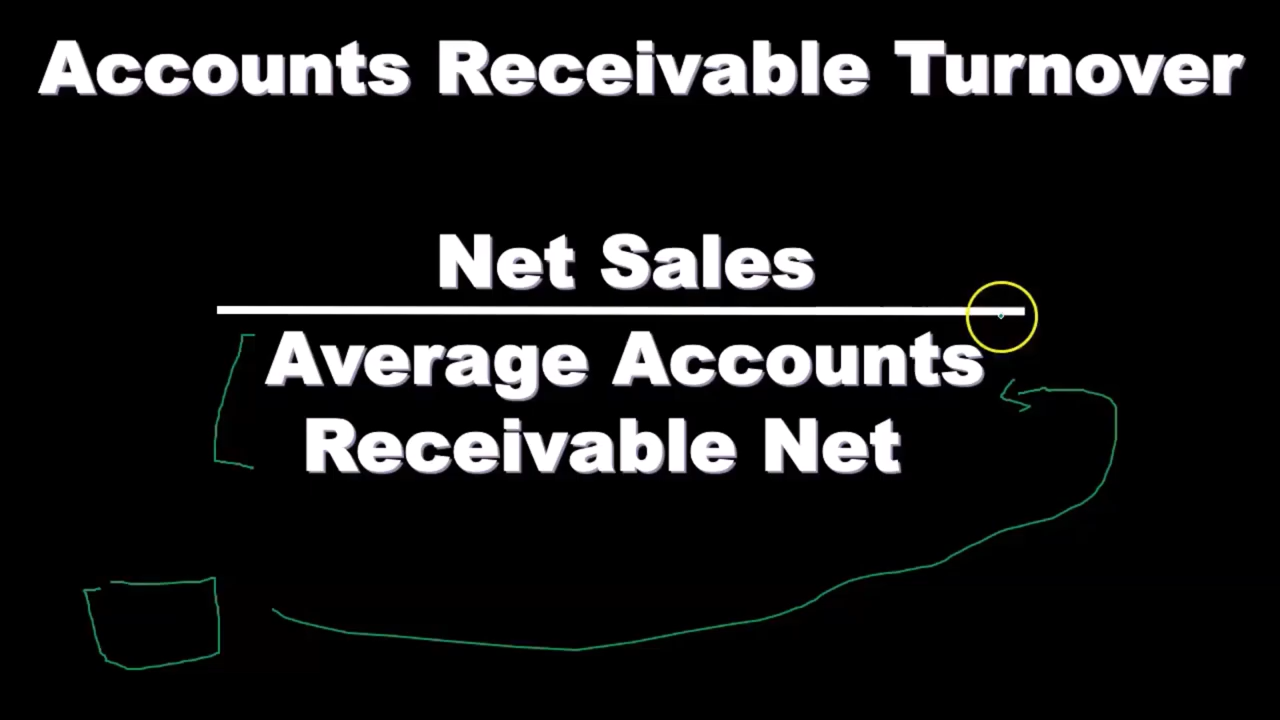 Accounts Receivable Turnover
Net Sales
Average Accounts
Receivable Net